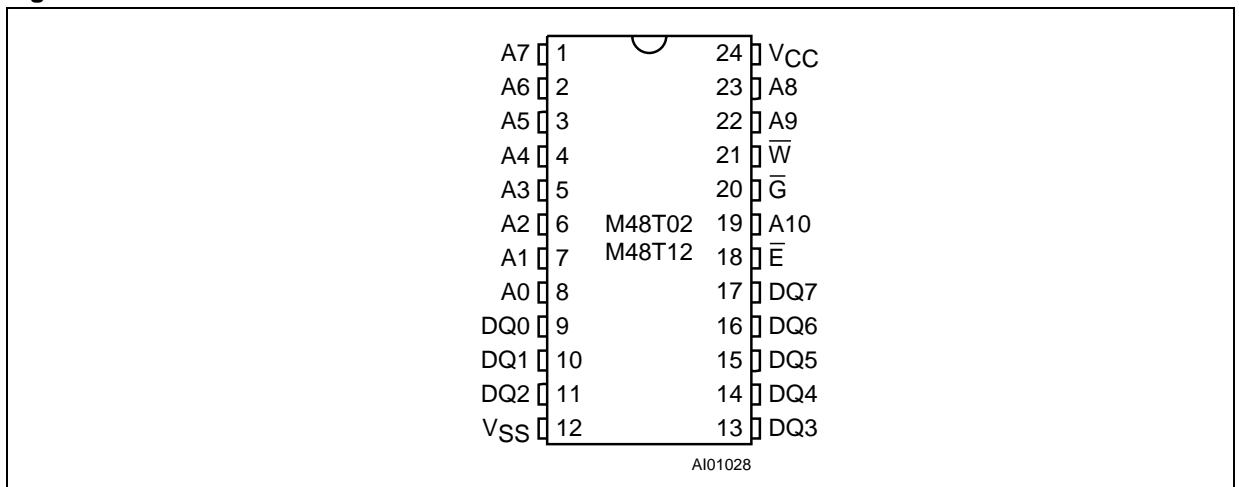 A7 1 24 VCC
A6 2 23 A8
A5 3 22 A9
A4 4 21 W̅
A3 5 20 G̅
A2 6 M48T02 19 A10
A1 7 M48T12 18 E̅
A0 8 17 DQ7
DQ0 9 16 DQ6
DQ1 10 15 DQ5
DQ2 11 14 DQ4
VSS 12 13 DQ3
AI01028